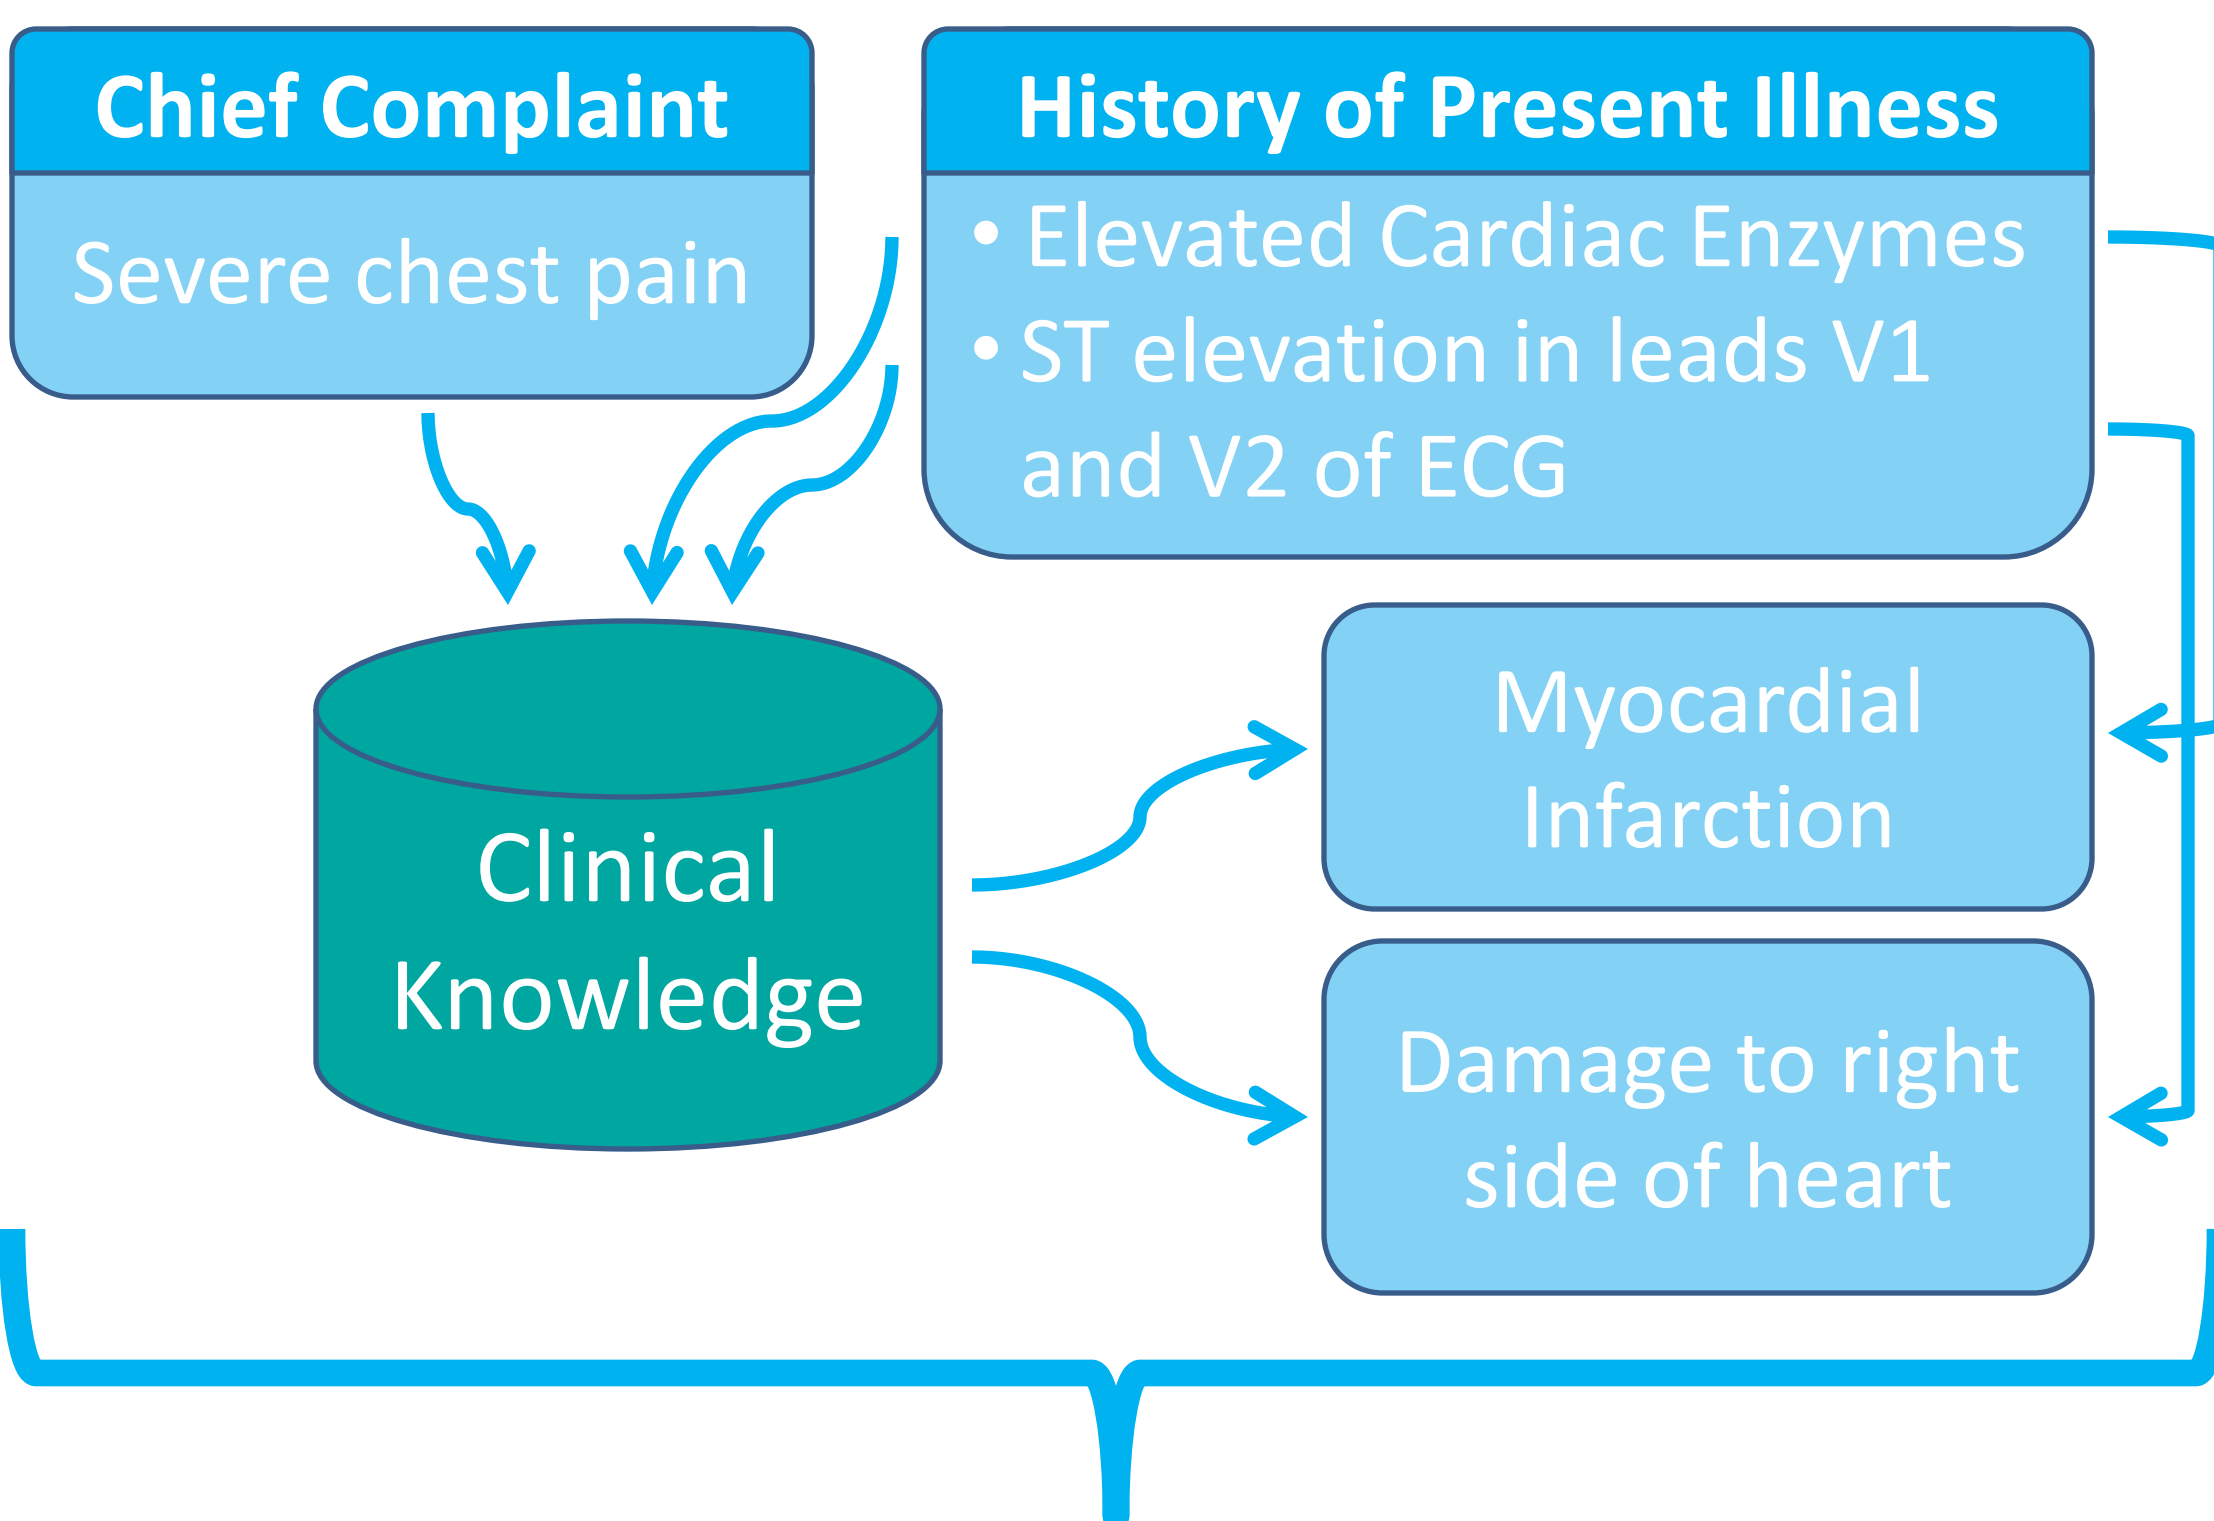 Chief Complaint
Severe chest pain
History of Present Illness
• Elevated Cardiac Enzymes
• ST elevation in leads V1
and V2 of ECG
Clinical
Knowledge
Myocardial
Infarction
Damage to right
side of heart